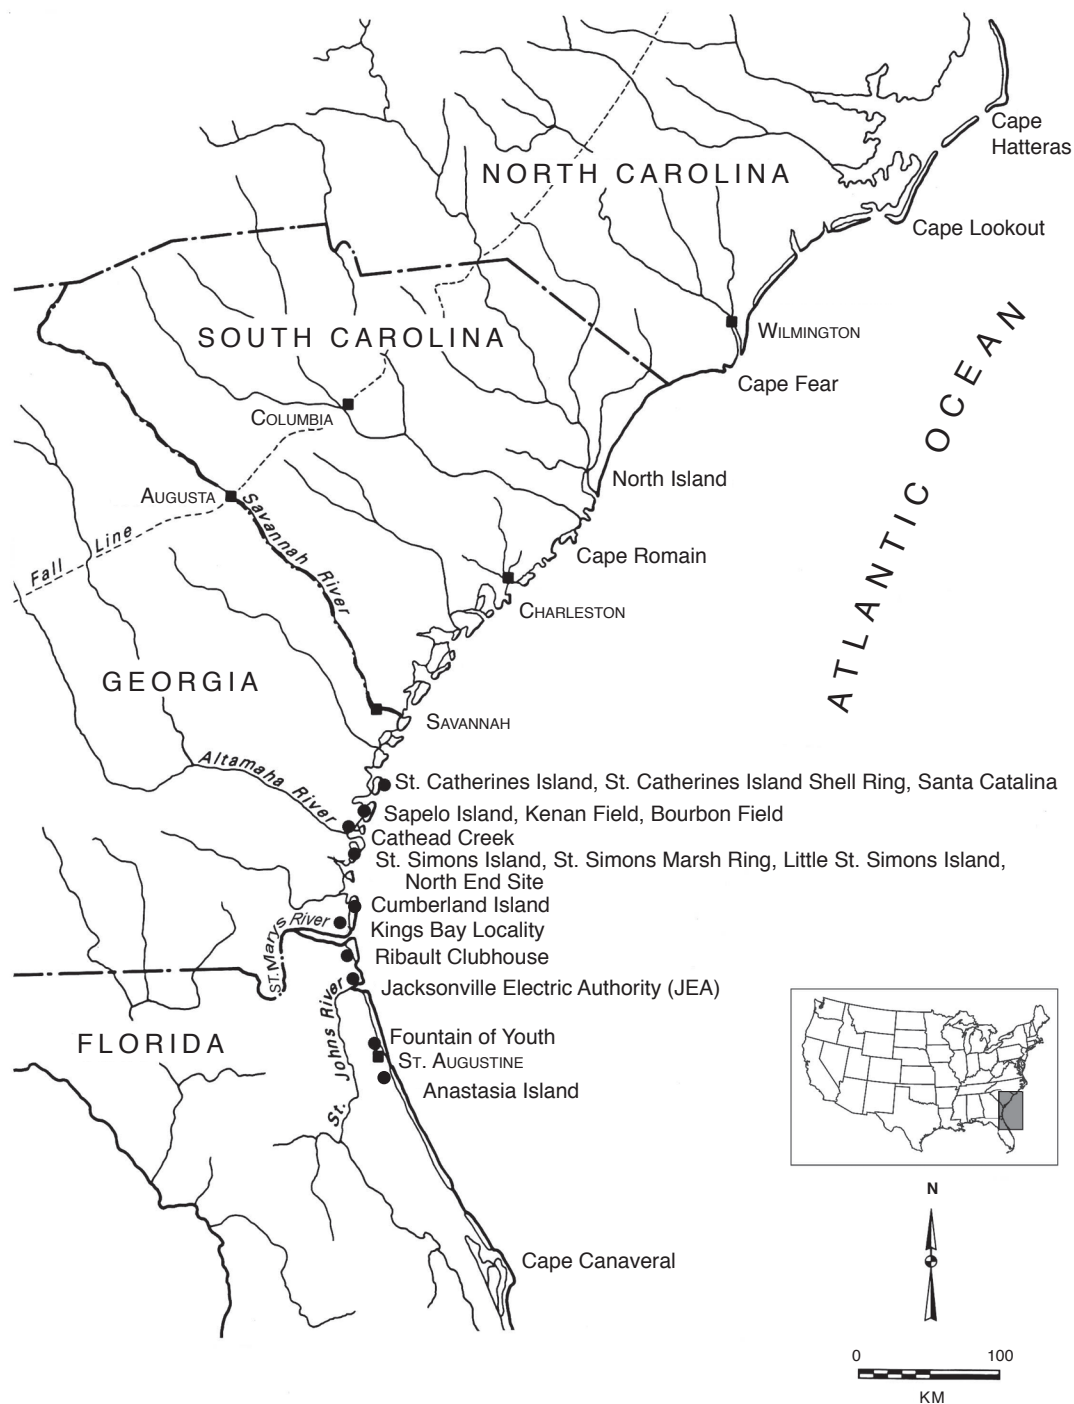 Cape
Hatteras
NORTH CAROLINA
Cape Lookout
WILMINGTON
SOUTH CAROLINA
Cape Fear
COLUMBIA
ATLANTIC OCEAN
North Island
AUGUSTA
Savannah River
Fall Line
Cape Romain
CHARLESTON
GEORGIA
SAVANNAH
Altamaha River
St. Catherines Island, St. Catherines Island Shell Ring, Santa Catalina
Sapelo Island, Kenan Field, Bourbon Field
Cathead Creek
St. Simons Island, St. Simons Marsh Ring, Little St. Simons Island,
North End Site
Cumberland Island
St. Marys River
Kings Bay Locality
Ribault Clubhouse
Jacksonville Electric Authority (JEA)
St. Johns River
FLORIDA
Fountain of Youth
ST. AUGUSTINE
Anastasia Island
N
Cape Canaveral
0 100
KM